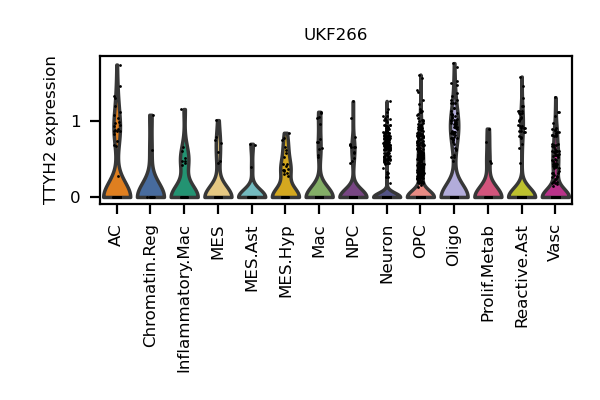 UKF266
TTYH2 expression
1
0
AC
Chromatin.Reg
Inflammatory.Mac
MES
MES.Ast
MES.Hyp
Mac
NPC
Neuron
OPC
Oligo
Prolif.Metab
Reactive.Ast
Vasc